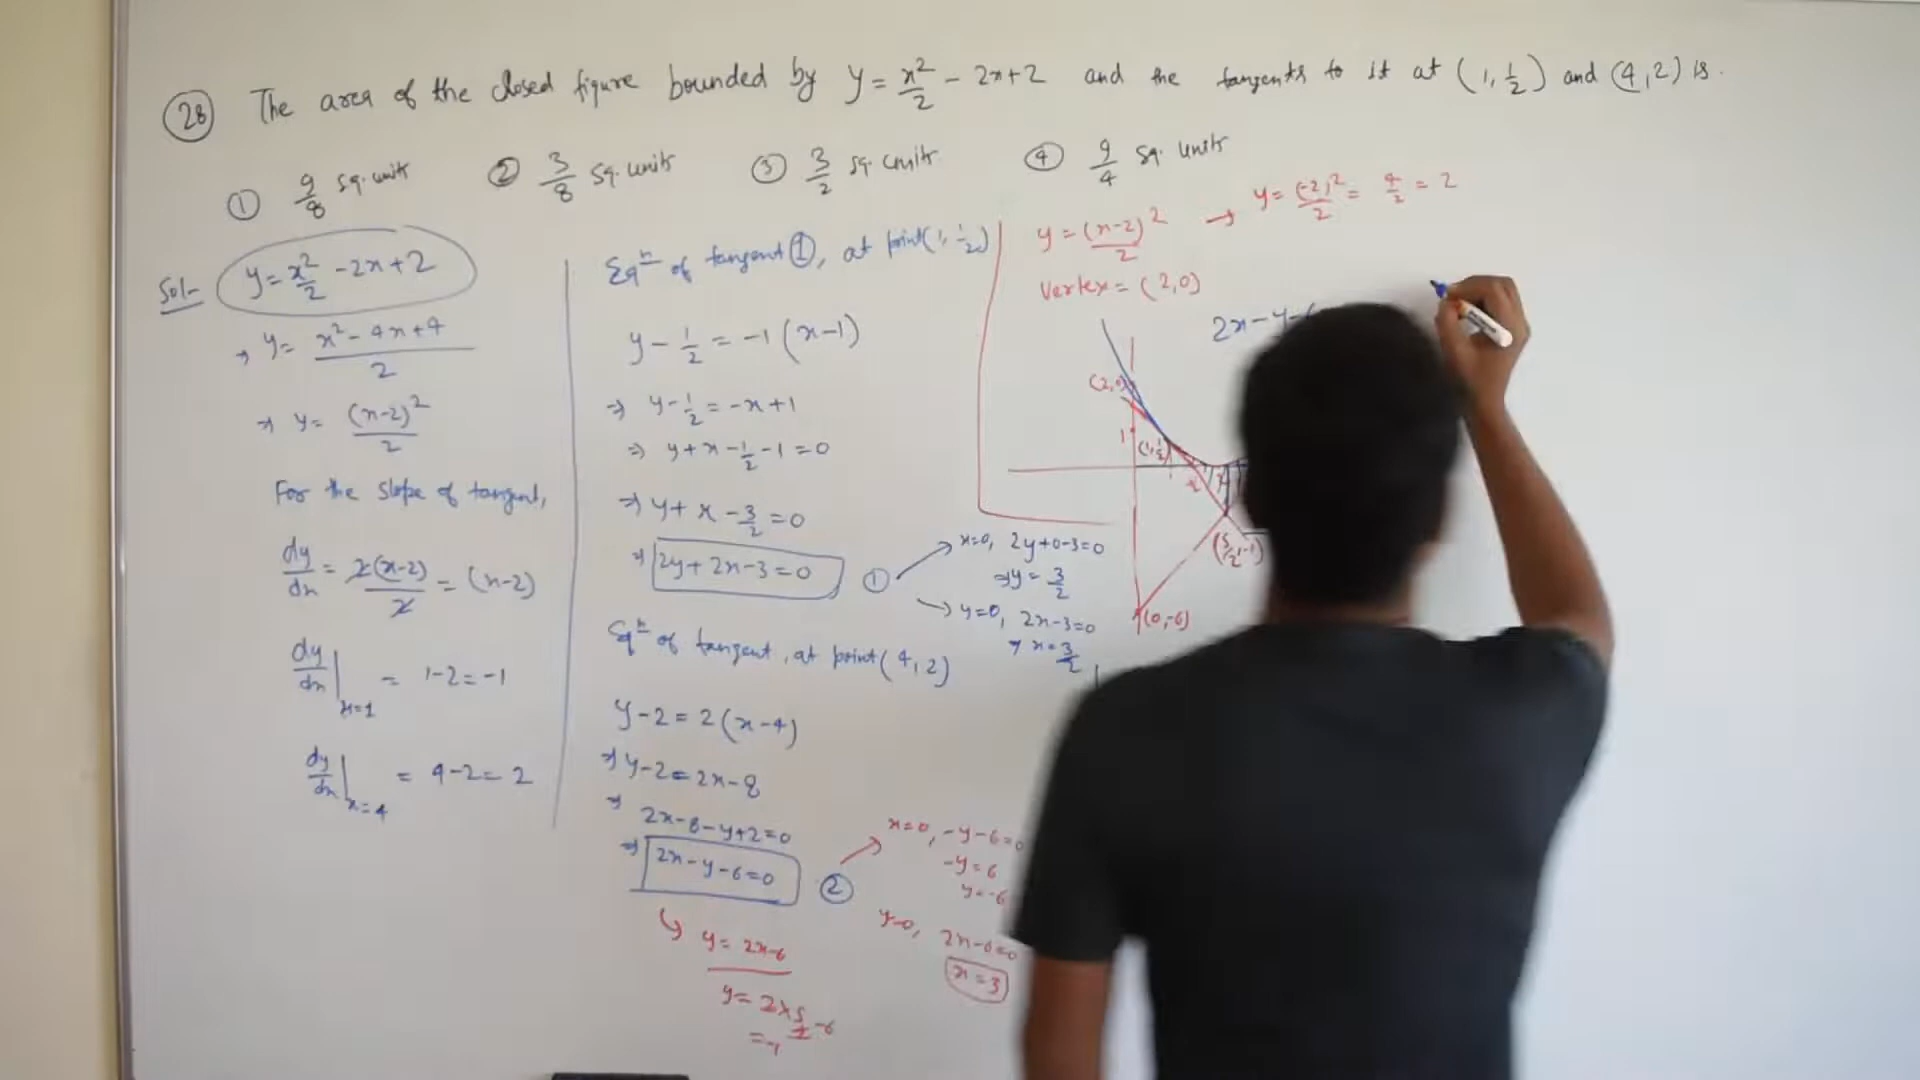 28 The area of the closed figure bounded by y = x²/2 - 2x+2 and the tangents to it at (1, 1/2) and (4,2) is.
① 9/8 sq. unit ② 3/8 sq. units ③ 3/2 sq. units ④ 9/4 sq. units
Sol- y = x²/2 - 2x+2
→ y = (x² - 4x + 4)/2
→ y = (x-2)²/2
For the slope of tangent,
dy/dx = 2(x-2)/2 = (x-2)
dy/dx|x=1 = 1-2 = -1
dy/dx|x=4 = 4-2 = 2
Eqⁿ of tangent ①, at point (1, 1/2)
y - 1/2 = -1 (x-1)
⇒ y - 1/2 = -x+1
⇒ y + x - 1/2 - 1 = 0
⇒ y + x - 3/2 = 0
⇒ 2y + 2x - 3 = 0 ①
x=0, 2y+0-3=0
⇒ y = 3/2
y=0, 2x-3=0
⇒ x = 3/2
Eqⁿ of tangent, at point (4,2)
y-2 = 2(x-4)
⇒ y-2 = 2x-8
⇒ 2x-8-y+2=0
⇒ 2x-y-6=0 ②
x=0, -y-6=0
-y=6
y=-6
y=0, 2x-6=0
x=3
y = 2x-6
y = 2x5/2-6
= -1
y = (x-2)²/2 → y = (-2)²/2 = 4/2 = 2
Vertex = (2,0)
2x-y-6
(2,0)
1
(1, 1/2)
(5/2, -1)
(0,-6)